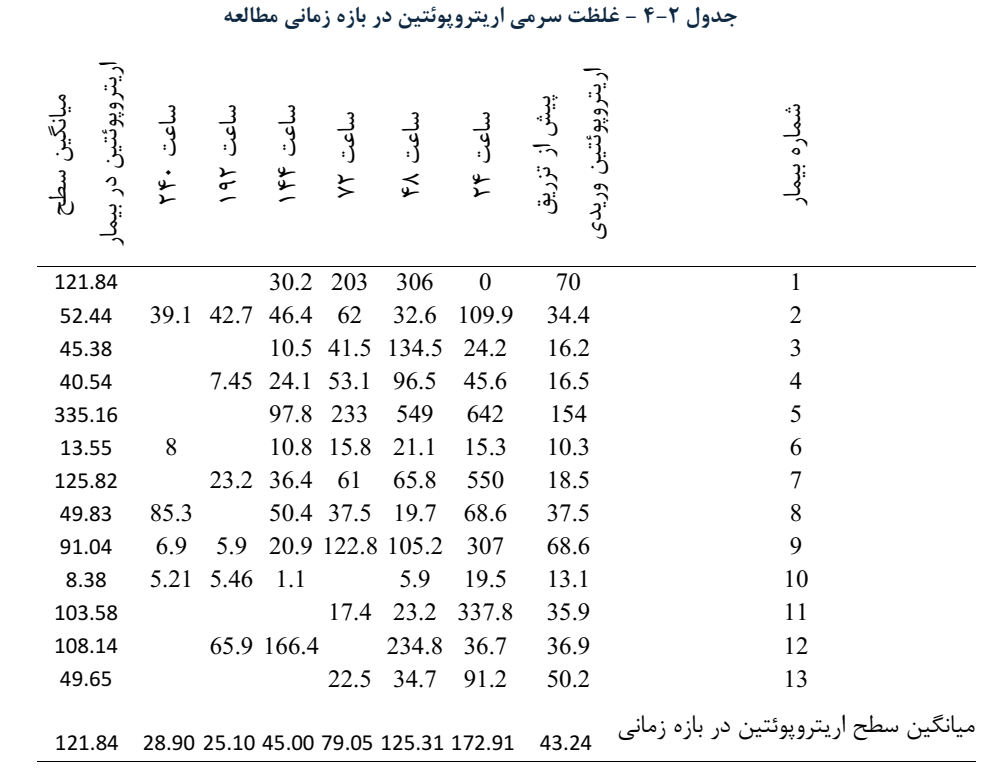 جدول ۲-۴ - غلظت سرمی اریتروپوئتین در بازه زمانی مطالعه
شماره بیمار پیش از تزریق اریتروپوئتین وریدی ساعت ۲۴ ساعت ۴۸ ساعت ۷۲ ساعت ۱۴۴ ساعت ۱۹۲ ساعت ۲۴۰ میانگین سطح اریتروپوئتین در بیمار
1 70 0 306 203 30.2 121.84
2 34.4 109.9 32.6 62 46.4 42.7 39.1 52.44
3 16.2 24.2 134.5 41.5 10.5 45.38
4 16.5 45.6 96.5 53.1 24.1 7.45 40.54
5 154 642 549 233 97.8 335.16
6 10.3 15.3 21.1 15.8 10.8 8 13.55
7 18.5 550 65.8 61 36.4 23.2 125.82
8 37.5 68.6 19.7 37.5 50.4 85.3 49.83
9 68.6 307 105.2 122.8 20.9 5.9 6.9 91.04
10 13.1 19.5 5.9 1.1 5.46 5.21 8.38
11 35.9 337.8 23.2 17.4 103.58
12 36.9 36.7 234.8 166.4 65.9 108.14
13 50.2 91.2 34.7 22.5 49.65
میانگین سطح اریتروپوئتین در بازه زمانی 43.24 172.91 125.31 79.05 45.00 25.10 28.90 121.84